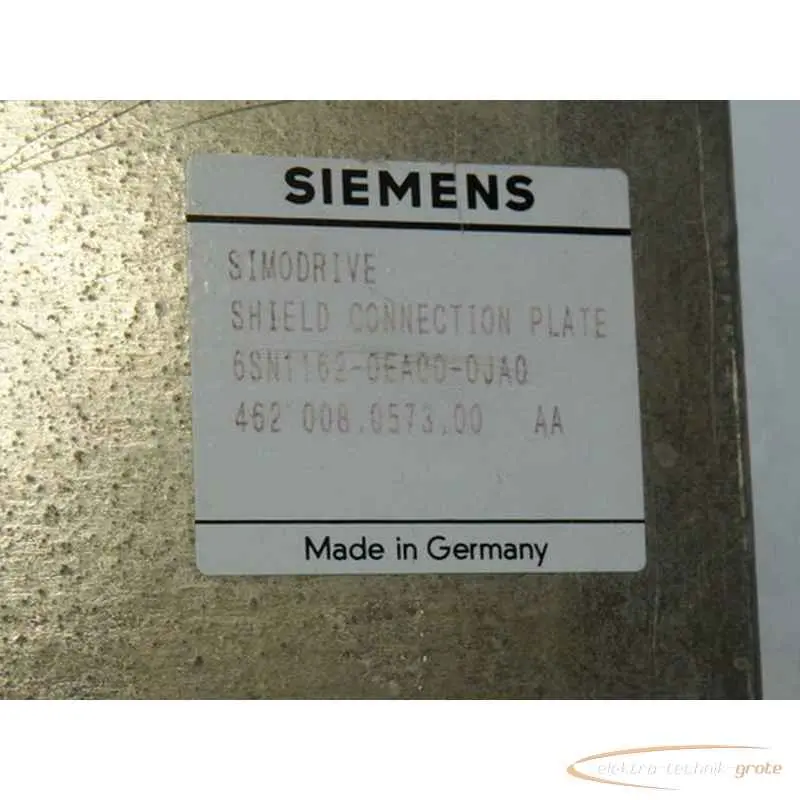 SIEMENS
SIMODRIVE
SHIELD CONNECTION PLATE
6SN1162-0EA00-0JA0
462 008.0573.00 AA
Made in Germany
elektro-technik-grote